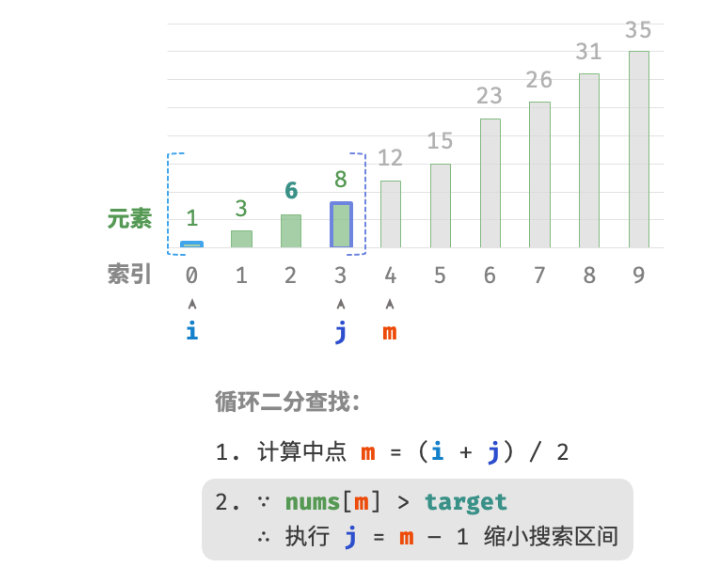 35
31
26
23
15
12
8
6
3
元素 1
索引 0 1 2 3 4 5 6 7 8 9
i j m
循环二分查找：
1. 计算中点 m = (i + j) / 2
2. ∵ nums[m] > target
∴ 执行 j = m − 1 缩小搜索区间